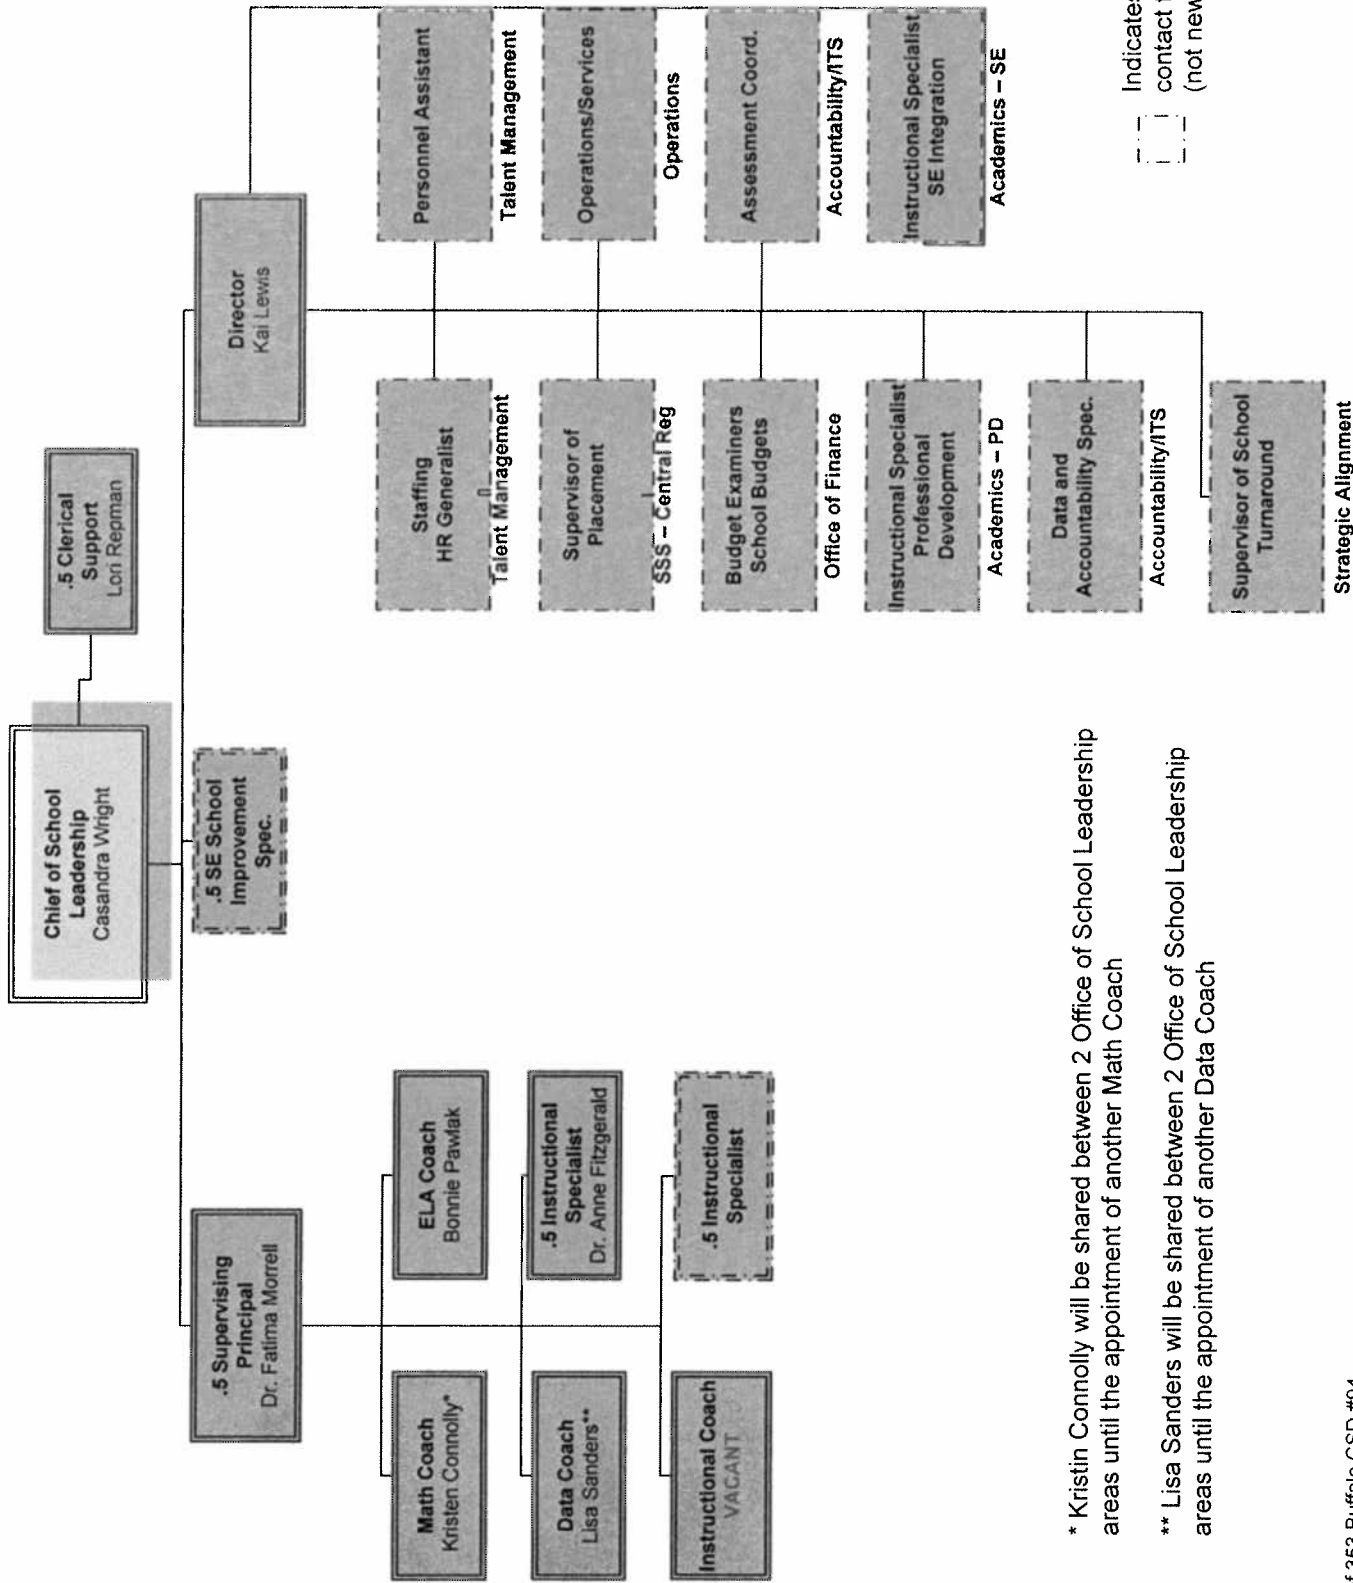 Chief of School
Leadership
Casandra Wright
.5 Clerical
Support
Lori Repman
.5 Supervising
Principal
Dr. Fatima Morrell
.5 SE School
Improvement
Spec.
Director
Kai Lewis
Math Coach
Kristen Connolly*
ELA Coach
Bonnie Pawlak
Data Coach
Lisa Sanders**
.5 Instructional
Specialist
Dr. Anne Fitzgerald
Instructional Coach
VACANT
.5 Instructional
Specialist
Staffing
HR Generalist
Talent Management
Personnel Assistant
Talent Management
Supervisor of
Placement
SSS – Central Reg
Operations/Services
Operations
Budget Examiners
School Budgets
Office of Finance
Assessment Coord.
Accountability/ITS
Instructional Specialist
Professional
Development
Academics – PD
Instructional Specialist
SE Integration
Academics – SE
Data and
Accountability Spec.
Accountability/ITS
Supervisor of School
Turnaround
Strategic Alignment
* Kristin Connolly will be shared between 2 Office of School Leadership
areas until the appointment of another Math Coach
** Lisa Sanders will be shared between 2 Office of School Leadership
areas until the appointment of another Data Coach
Indicates
contact
(not new
353 Buffalo CSD